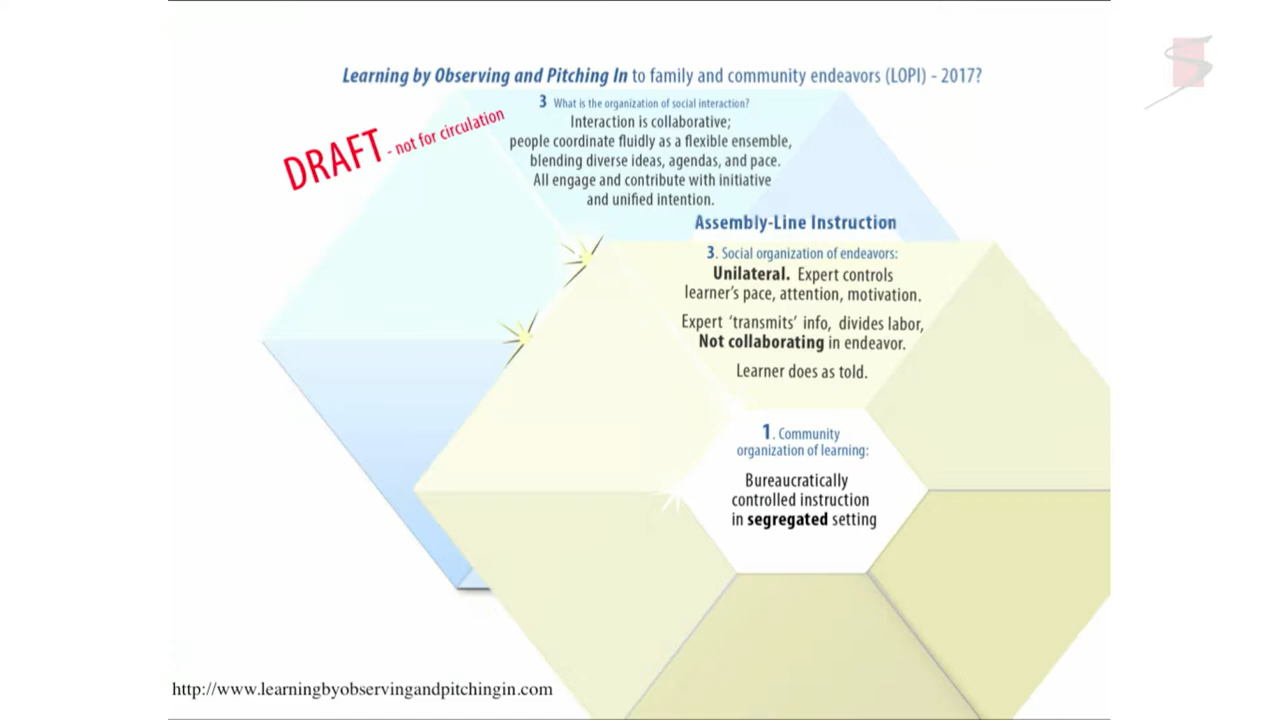 Learning by Observing and Pitching In to family and community endeavors (LOPI) - 2017?
DRAFT - not for circulation
3 What is the organization of social interaction?
Interaction is collaborative;
people coordinate fluidly as a flexible ensemble,
blending diverse ideas, agendas, and pace.
All engage and contribute with initiative
and unified intention.
Assembly-Line Instruction
3. Social organization of endeavors:
Unilateral. Expert controls
learner's pace, attention, motivation.
Expert 'transmits' info, divides labor,
Not collaborating in endeavor.
Learner does as told.
1. Community
organization of learning:
Bureaucratically
controlled instruction
in segregated setting
http://www.learningbyobservingandpitchingin.com